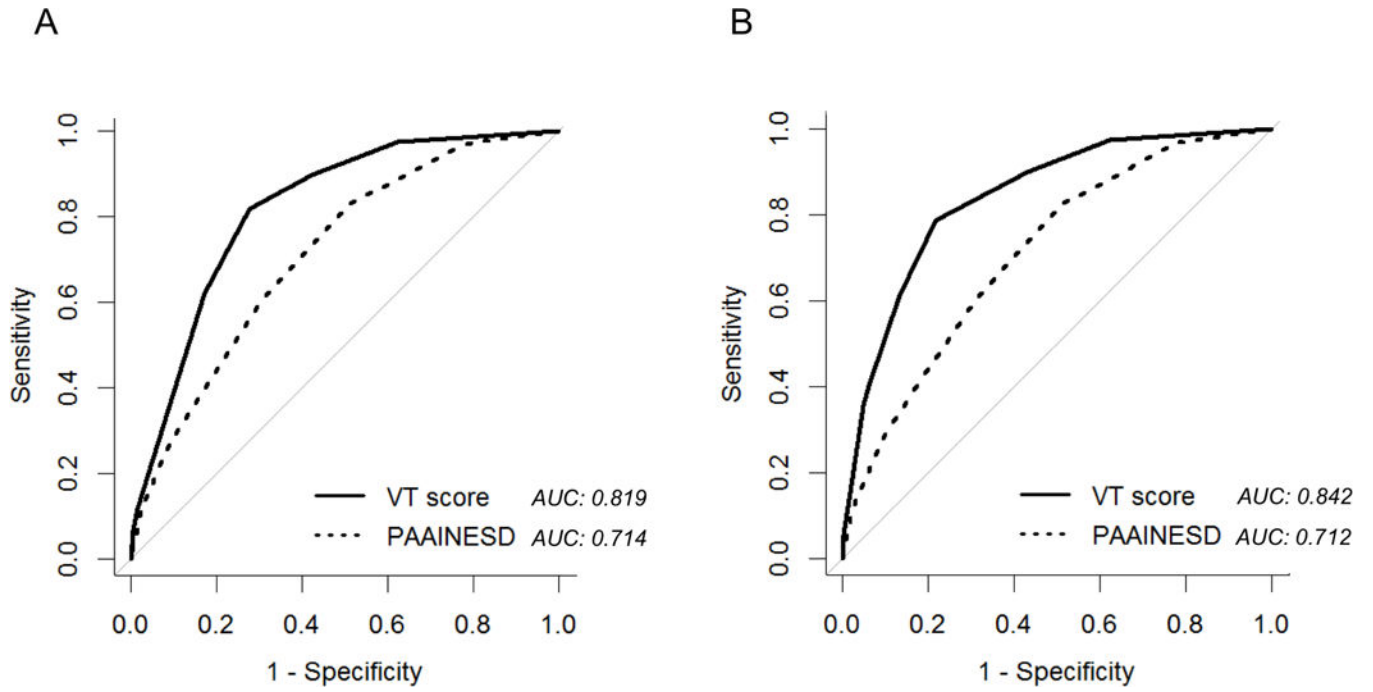 A
B
1.0
0.8
0.6
0.4
0.2
0.0
Sensitivity
VT score AUC: 0.819
PAAINESD AUC: 0.714
0.0 0.2 0.4 0.6 0.8 1.0
1 - Specificity
1.0
0.8
0.6
0.4
0.2
0.0
Sensitivity
VT score AUC: 0.842
PAAINESD AUC: 0.712
0.0 0.2 0.4 0.6 0.8 1.0
1 - Specificity